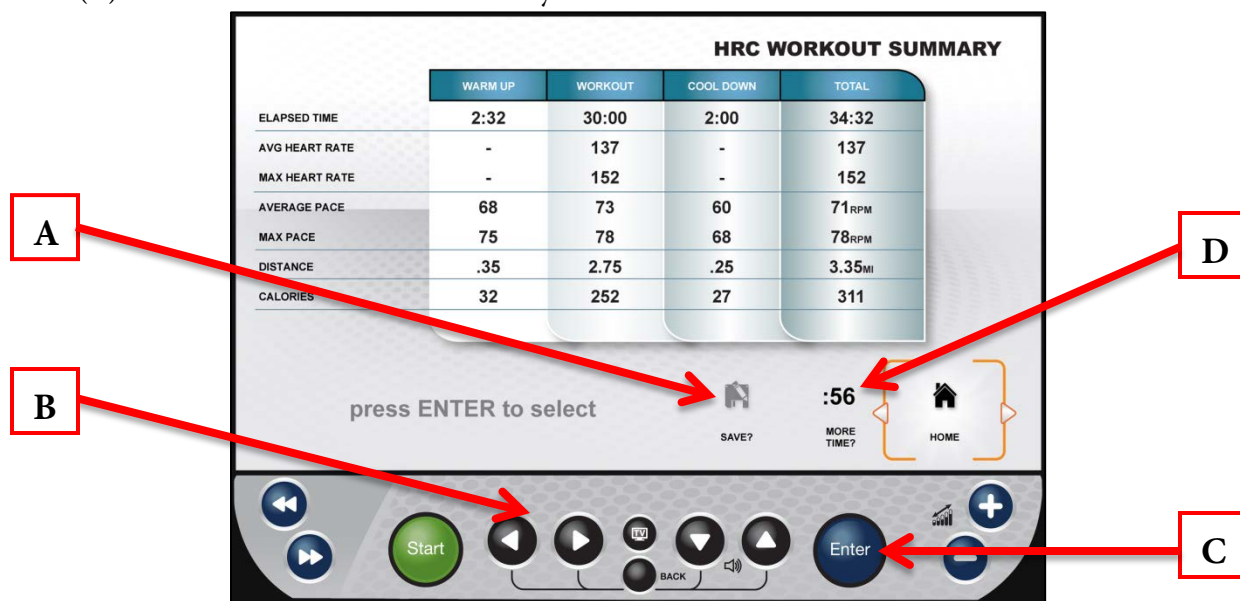 HRC WORKOUT SUMMARY
WARM UP WORKOUT COOL DOWN TOTAL
ELAPSED TIME 2:32 30:00 2:00 34:32
AVG HEART RATE - 137 - 137
MAX HEART RATE - 152 - 152
AVERAGE PACE 68 73 60 71RPM
MAX PACE 75 78 68 78RPM
DISTANCE .35 2.75 .25 3.35MI
CALORIES 32 252 27 311
A
D
B
press ENTER to select
SAVE?
:56
MORE
TIME?
HOME
Start
TV
BACK
Enter
C